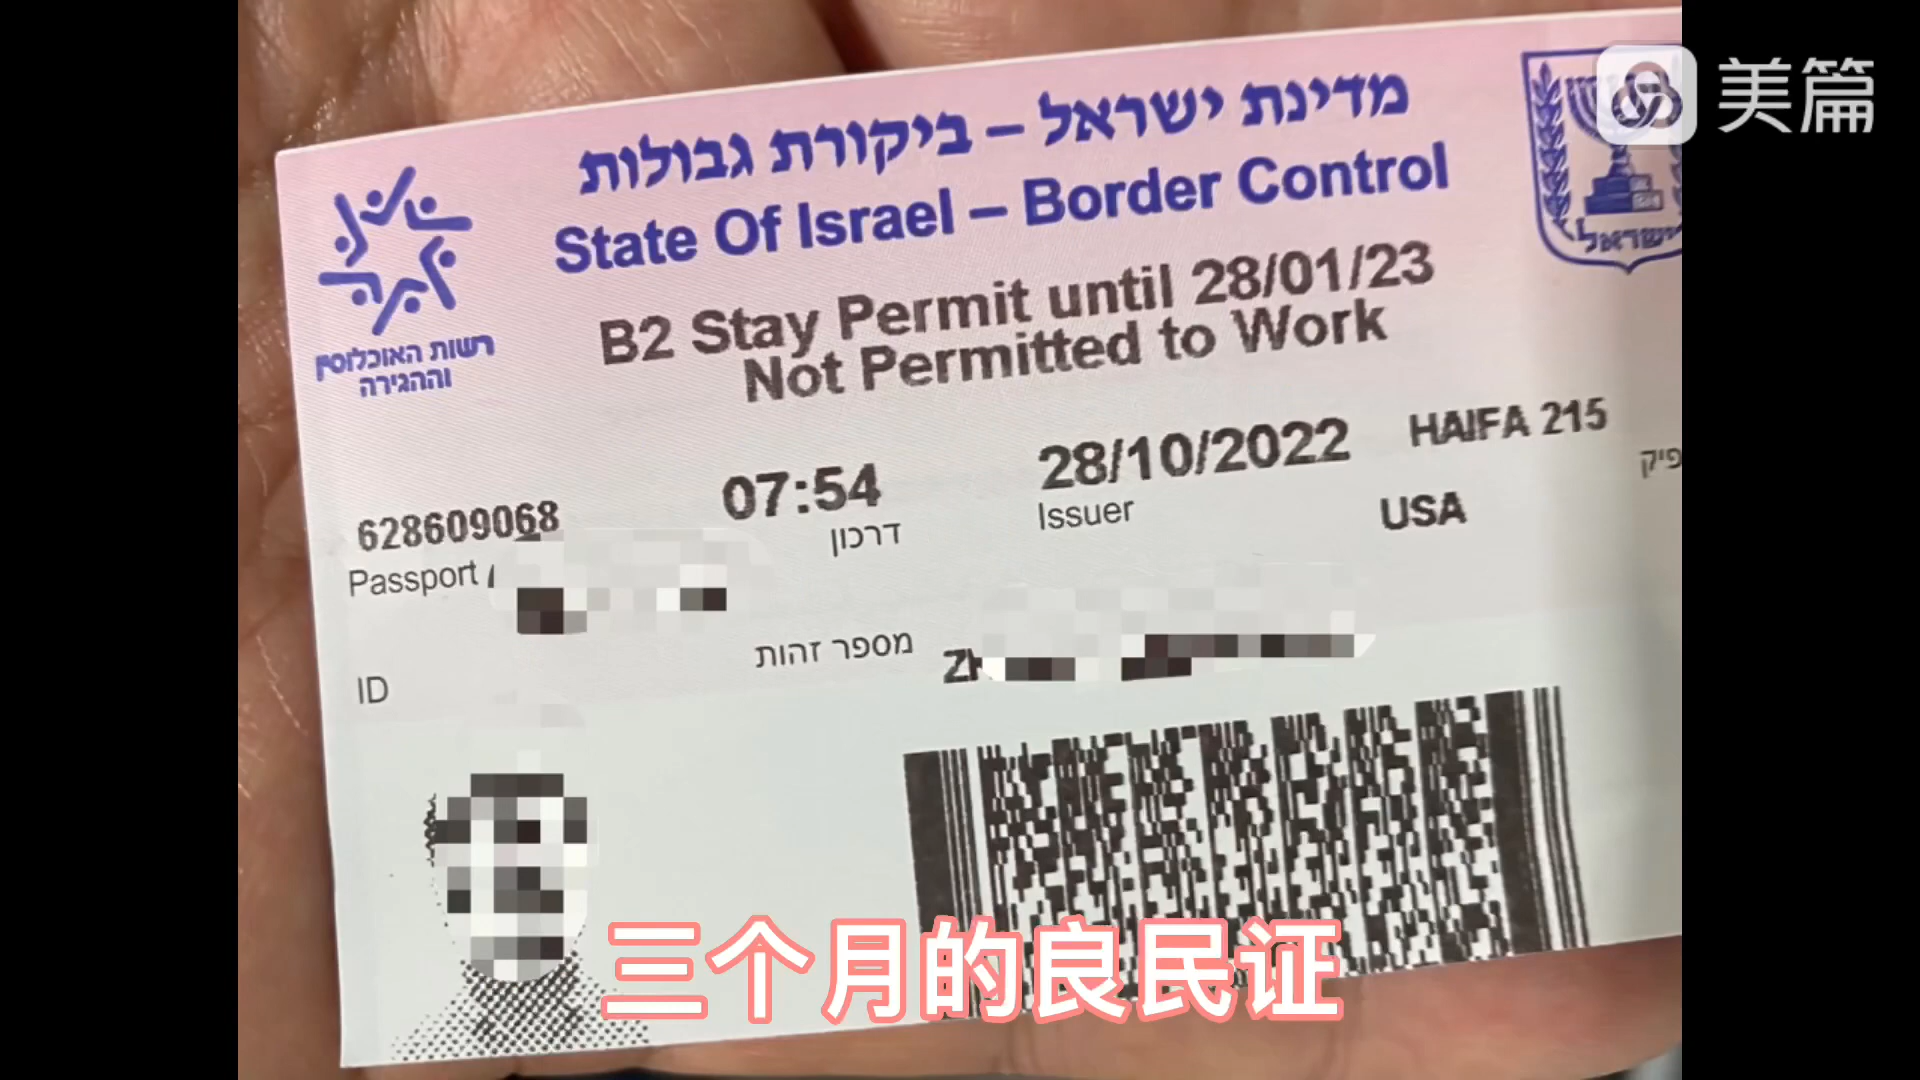 美篇
מדינת ישראל – ביקורת גבולות
State Of Israel – Border Control
ישראל
רשות האוכלוסין
וההגירה
B2 Stay Permit until 28/01/23
Not Permitted to Work
628609068 07:54 28/10/2022 HAIFA 215
Passport דרכון Issuer פיק
USA
ID מספר זהות
三个月的良民证